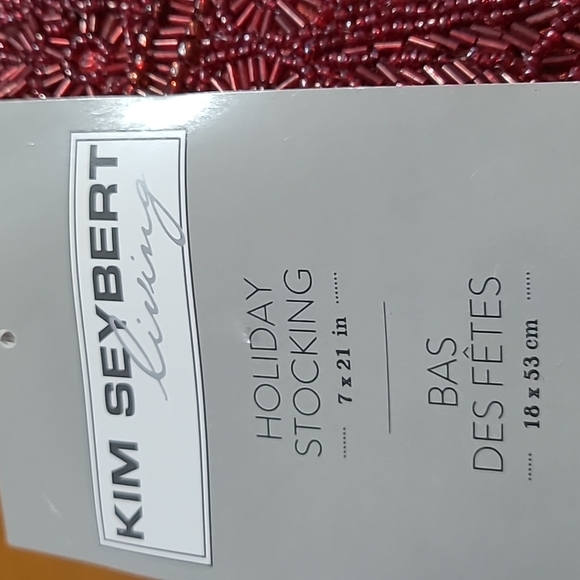 KIM SEYBERT
living
HOLIDAY
STOCKING
....... 7 x 21 in .......
BAS
DES FÊTES
...... 18 x 53 cm ......